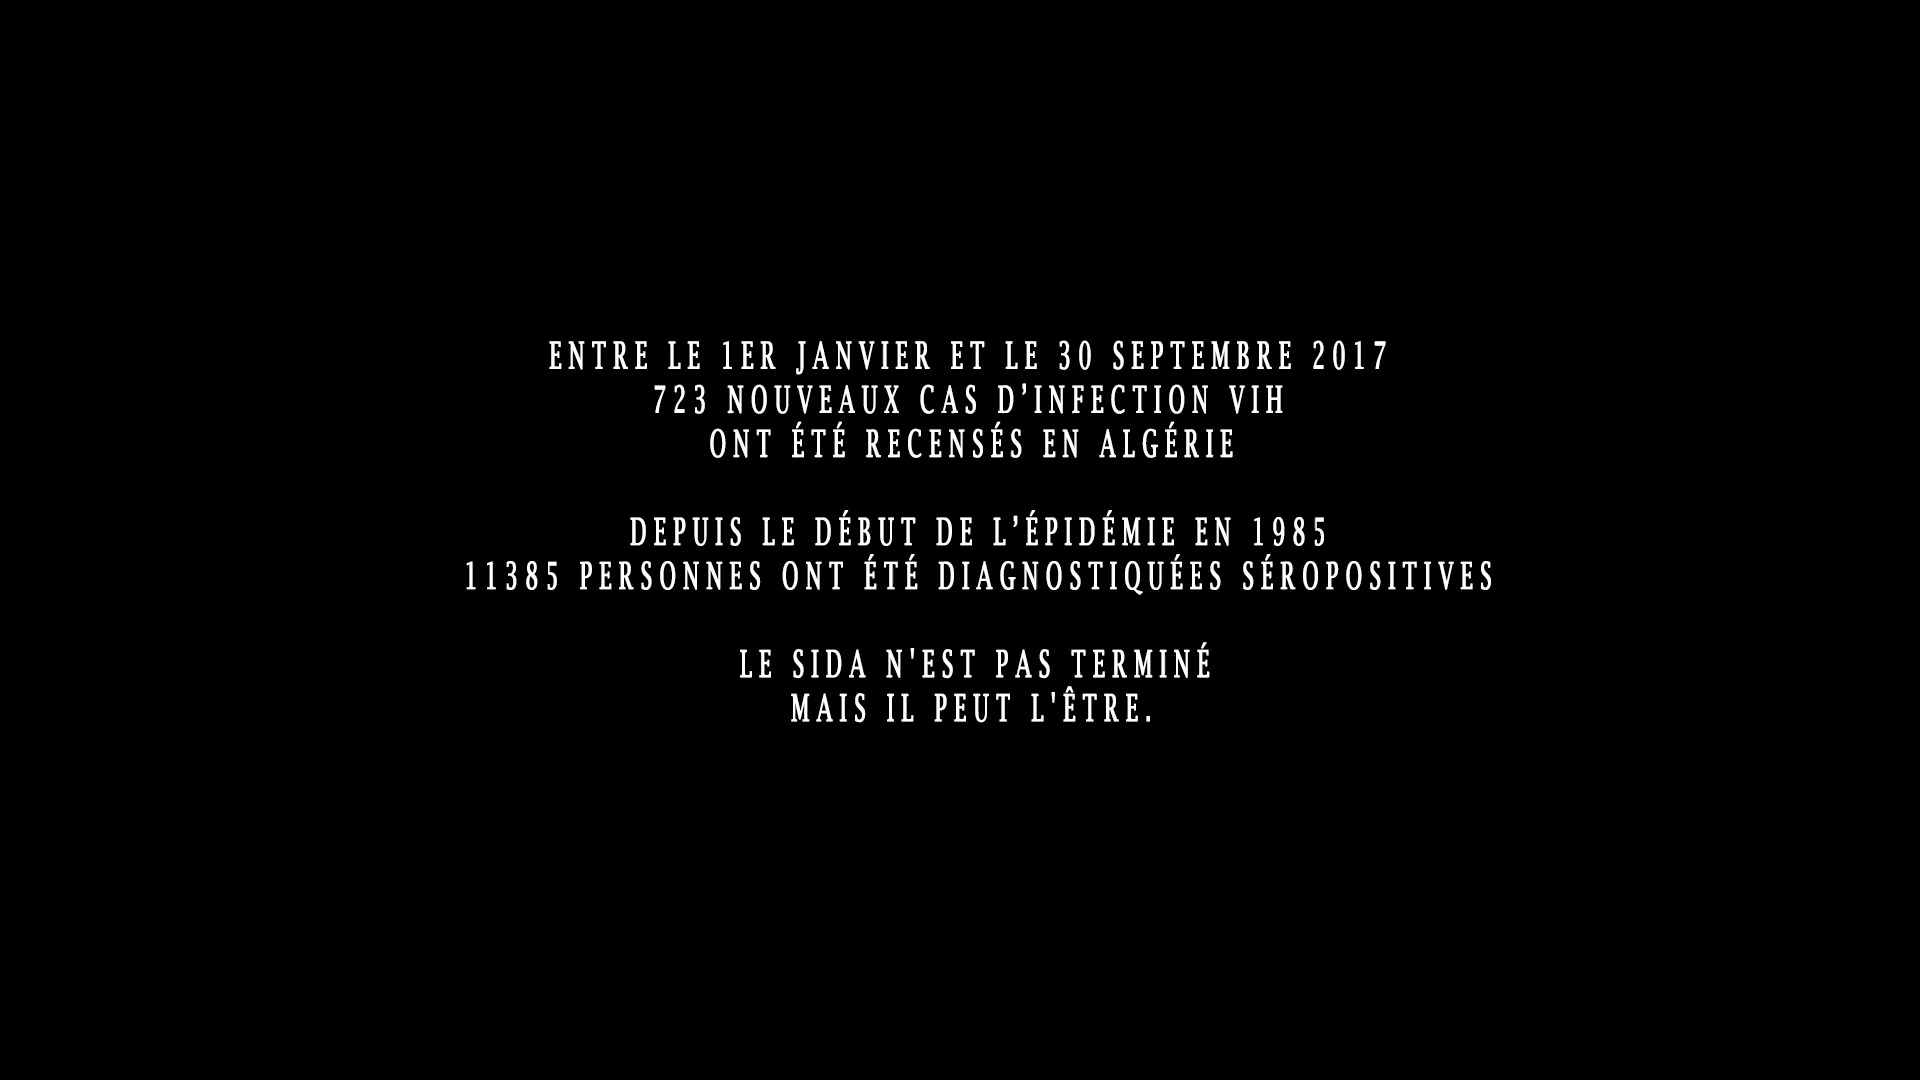 ENTRE LE 1ER JANVIER ET LE 30 SEPTEMBRE 2017
723 NOUVEAUX CAS D’INFECTION VIH
ONT ÉTÉ RECENSÉS EN ALGÉRIE
DEPUIS LE DÉBUT DE L’ÉPIDÉMIE EN 1985
11385 PERSONNES ONT ÉTÉ DIAGNOSTIQUÉES SÉROPOSITIVES
LE SIDA N'EST PAS TERMINÉ
MAIS IL PEUT L'ÊTRE.